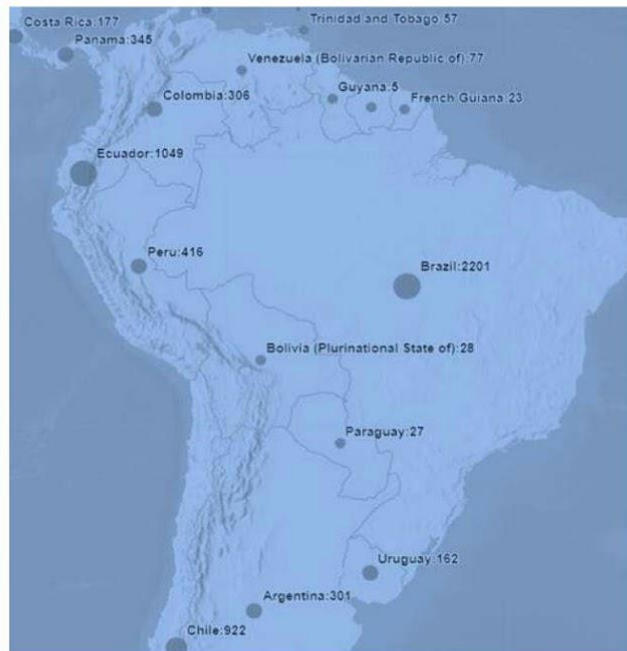 Costa Rica:177
Trinidad and Tobago 57
Panama:345
Venezuela (Bolivarian Republic of):77
Guyana:5
Colombia:306
French Guiana:23
Ecuador:1049
Peru:416
Brazil:2201
Bolivia (Plurinational State of):28
Paraguay:27
Uruguay:162
Argentina:301
Chile:922